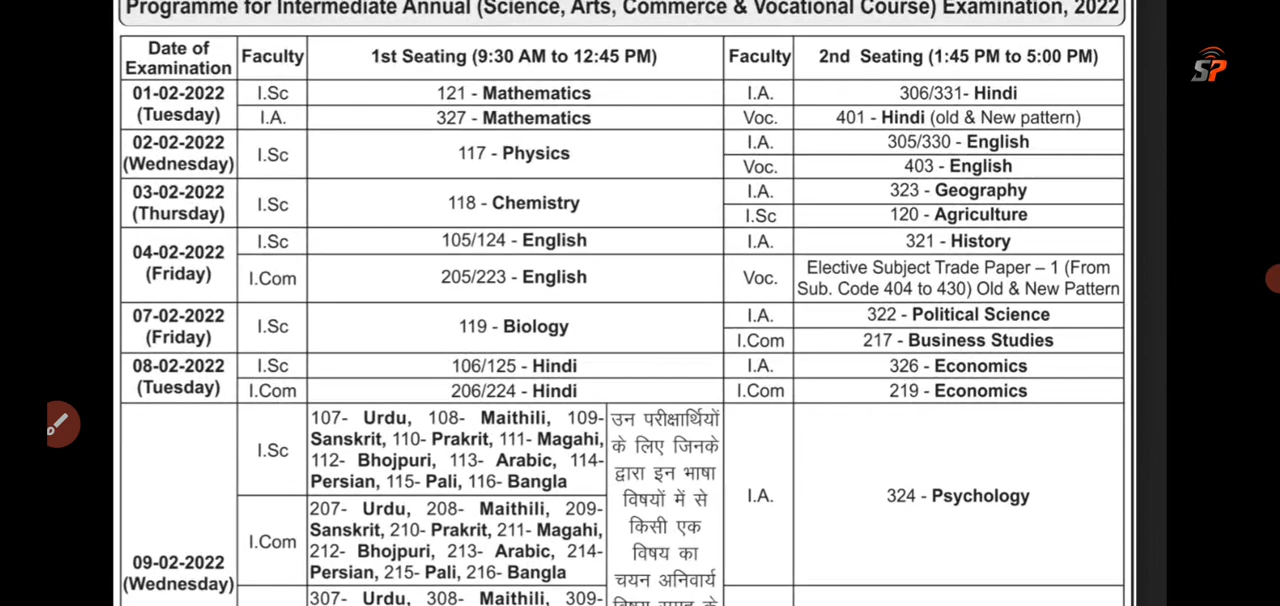 Programme for Intermediate Annual (Science, Arts, Commerce & Vocational Course) Examination, 2022
Date of Examination Faculty 1st Seating (9:30 AM to 12:45 PM) Faculty 2nd Seating (1:45 PM to 5:00 PM)
01-02-2022 (Tuesday)
I.Sc 121 - Mathematics I.A. 306/331- Hindi
I.A. 327 - Mathematics Voc. 401 - Hindi (old & New pattern)
02-02-2022 (Wednesday)
I.Sc 117 - Physics
I.A. 305/330 - English
Voc. 403 - English
03-02-2022 (Thursday)
I.Sc 118 - Chemistry
I.A. 323 - Geography
I.Sc 120 - Agriculture
04-02-2022 (Friday)
I.Sc 105/124 - English I.A. 321 - History
I.Com 205/223 - English Voc. Elective Subject Trade Paper – 1 (From
Sub. Code 404 to 430) Old & New Pattern
07-02-2022 (Friday)
I.Sc 119 - Biology
I.A. 322 - Political Science
I.Com 217 - Business Studies
08-02-2022 (Tuesday)
I.Sc 106/125 - Hindi I.A. 326 - Economics
I.Com 206/224 - Hindi I.Com 219 - Economics
09-02-2022 (Wednesday)
I.Sc
107- Urdu, 108- Maithili, 109-
Sanskrit, 110- Prakrit, 111- Magahi,
112- Bhojpuri, 113- Arabic, 114-
Persian, 115- Pali, 116- Bangla
I.Com
207- Urdu, 208- Maithili, 209-
Sanskrit, 210- Prakrit, 211- Magahi,
212- Bhojpuri, 213- Arabic, 214-
Persian, 215- Pali, 216- Bangla
307- Urdu, 308- Maithili, 309-
उन परीक्षार्थियों
के लिए जिनके
द्वारा इन भाषा
विषयों में से
किसी एक
विषय का
चयन अनिवार्य
विषय समूह के
I.A. 324 - Psychology
SP